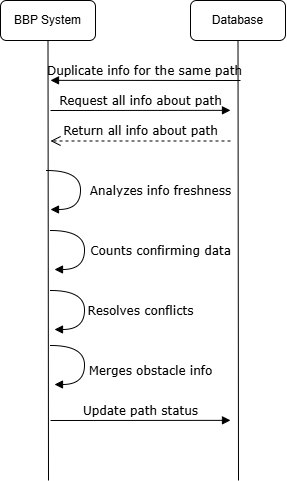 BBP System
Database
Duplicate info for the same path
Request all info about path
Return all info about path
Analyzes info freshness
Counts confirming data
Resolves conflicts
Merges obstacle info
Update path status